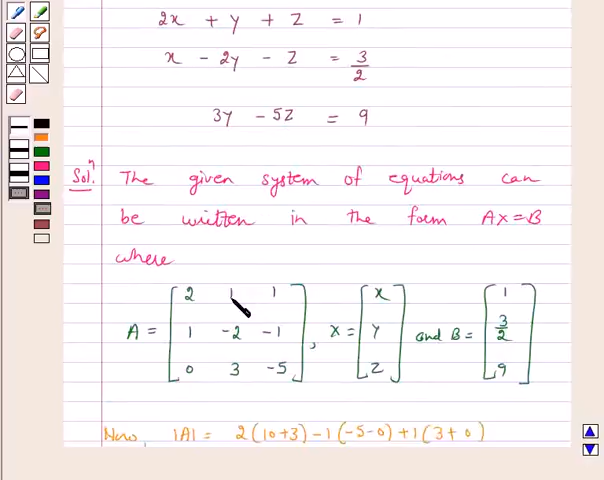 2x + y + z = 1
x - 2y - z = 3/2
3y - 5z = 9
Solⁿ The given system of equations can
be written in the form AX=B
where
A = [2 1 1; 1 -2 -1; 0 3 -5], X = [x; y; z] and B = [1; 3/2; 9]
Now, |A| = 2(10+3) -1(-5-0) +1(3+0)